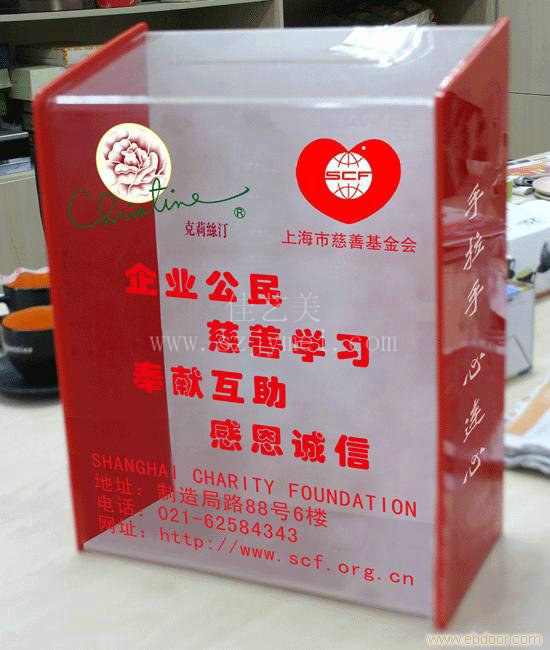 Christine®
克莉絲汀
SCF
上海市慈善基金会
企业公民
慈善学习
奉献互助
感恩诚信
SHANGHAI CHARITY FOUNDATION
地址：制造局路88号6楼
电话：021-62584343
网址：http://www.scf.org.cn
手拉手 心连心
佳艺美
www.ebdoor.com